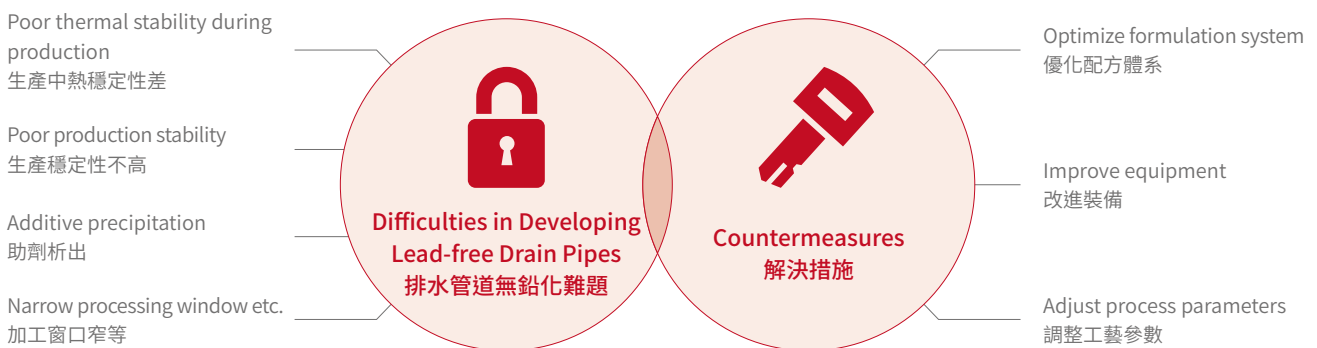 Poor thermal stability during
production
生產中熱穩定性差
Poor production stability
生產穩定性不高
Additive precipitation
助劑析出
Narrow processing window etc.
加工窗口窄等
Difficulties in Developing
Lead-free Drain Pipes
排水管道無鉛化難題
Countermeasures
解決措施
Optimize formulation system
優化配方體系
Improve equipment
改進裝備
Adjust process parameters
調整工藝參數